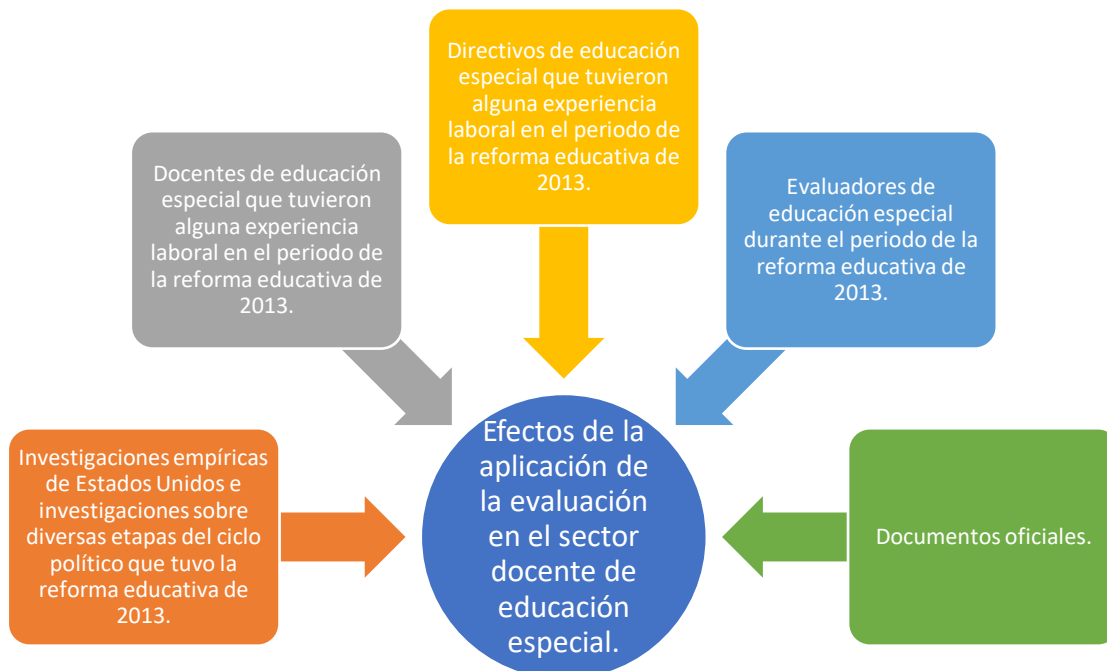 Directivos de educación
especial que tuvieron
alguna experiencia
laboral en el periodo de
la reforma educativa de
2013.
Docentes de educación
especial que tuvieron
alguna experiencia
laboral en el periodo de
la reforma educativa de
2013.
Evaluadores de
educación especial
durante el periodo de la
reforma educativa de
2013.
Investigaciones empíricas
de Estados Unidos e
investigaciones sobre
diversas etapas del ciclo
político que tuvo la
reforma educativa de
2013.
Efectos de la
aplicación de
la evaluación
en el sector
docente de
educación
especial.
Documentos oficiales.